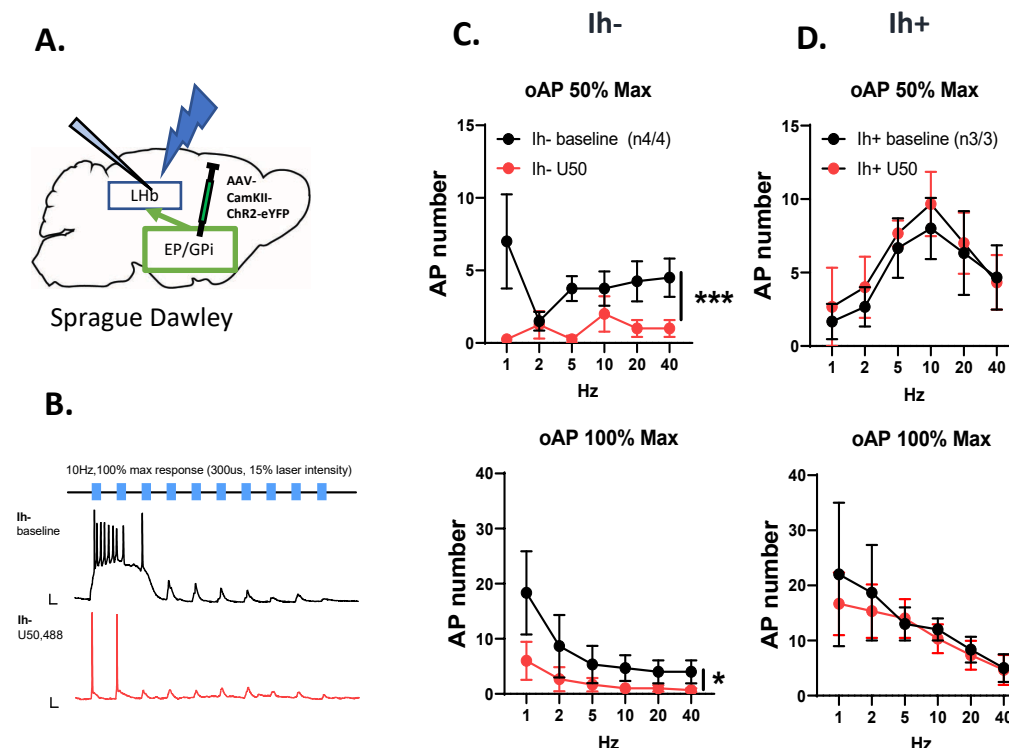 A.
LHb
AAV-
CamKII-
ChR2-eYFP
EP/GPi
Sprague Dawley
B.
10Hz,100% max response (300us, 15% laser intensity)
Ih-
baseline
Ih-
U50,488
C.
Ih-
oAP 50% Max
Ih- baseline (n4/4)
Ih- U50
AP number
15
10
5
0
1 2 5 10 20 40
Hz
***
oAP 100% Max
AP number
40
30
20
10
0
1 2 5 10 20 40
Hz
*
D.
Ih+
oAP 50% Max
Ih+ baseline (n3/3)
Ih+ U50
AP number
15
10
5
0
1 2 5 10 20 40
Hz
oAP 100% Max
AP number
40
30
20
10
0
1 2 5 10 20 40
Hz